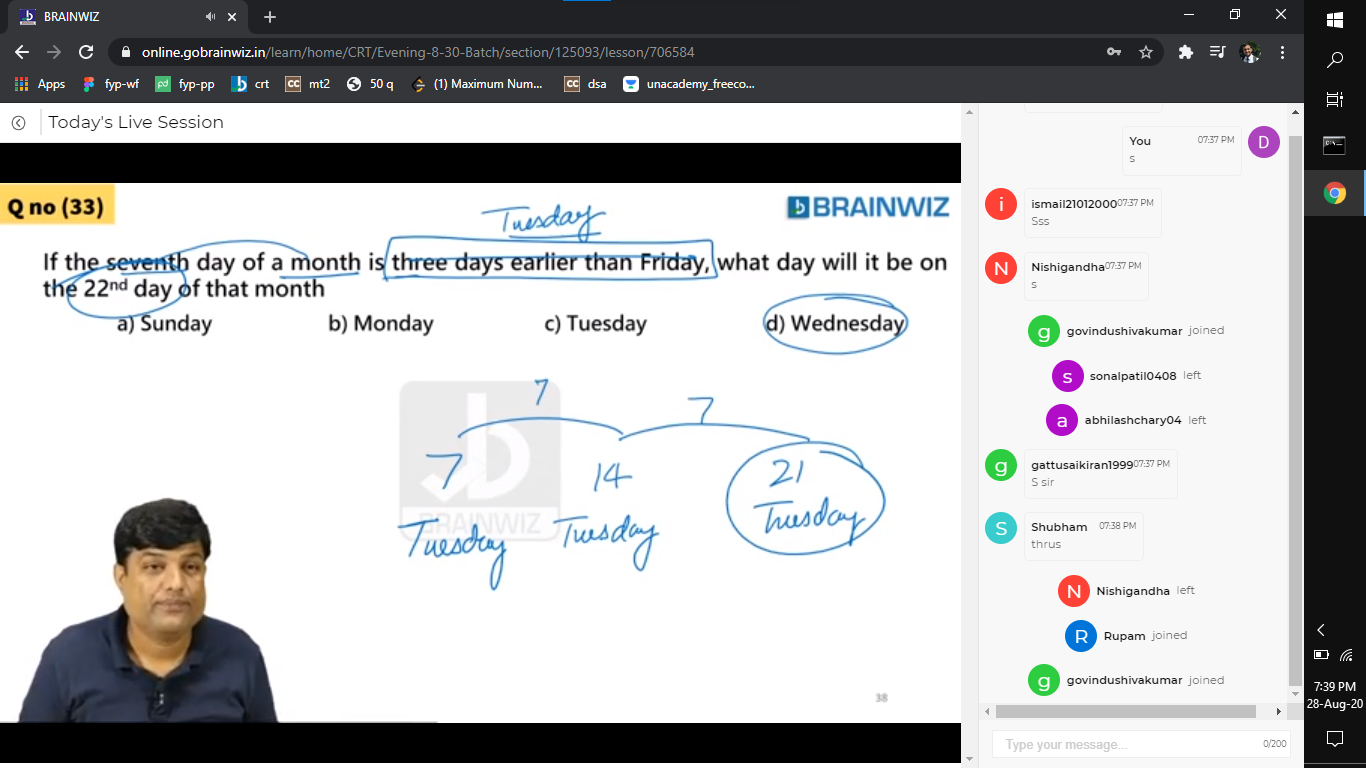 BRAINWIZ
online.gobrainwiz.in/learn/home/CRT/Evening-8-30-Batch/section/125093/lesson/706584
Apps fyp-wf fyp-pp crt mt2 50 q (1) Maximum Num... dsa unacademy_freeco...
Today's Live Session
Q no (33)
BRAINWIZ
Tuesday
If the seventh day of a month is three days earlier than Friday, what day will it be on
the 22nd day of that month
a) Sunday b) Monday c) Tuesday d) Wednesday
7 7
7 14 21
Tuesday Tuesday Tuesday
BRAINWIZ
38
You 07:37 PM
s
D
i
ismail21012000 07:37 PM
Sss
N
Nishigandha 07:37 PM
s
g govindushivakumar joined
s sonalpatil0408 left
a abhilashchary04 left
g
gattusaikiran1999 07:37 PM
S sir
S
Shubham 07:38 PM
thrus
N Nishigandha left
R Rupam joined
g govindushivakumar joined
Type your message... 0/200
7:39 PM
28-Aug-20